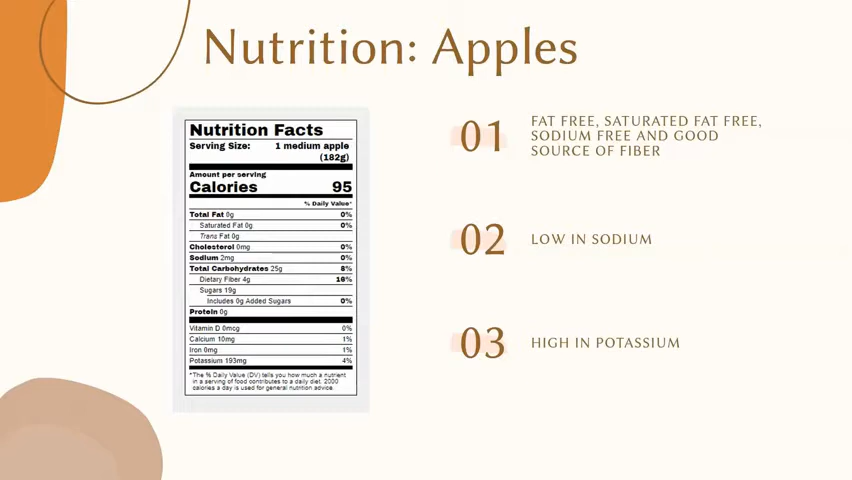 Nutrition: Apples
Nutrition Facts
Serving Size: 1 medium apple
(182g)
Amount per serving
Calories 95
% Daily Value*
Total Fat 0g 0%
Saturated Fat 0g 0%
Trans Fat 0g
Cholesterol 0mg 0%
Sodium 2mg 0%
Total Carbohydrates 25g 8%
Dietary Fiber 4g 16%
Sugars 19g
Includes 0g Added Sugars 0%
Protein 0g
Vitamin D 0mcg 0%
Calcium 10mg 1%
Iron 0mg 1%
Potassium 193mg 4%
*The % Daily Value (DV) tells you how much a nutrient
in a serving of food contributes to a daily diet. 2000
calories a day is used for general nutrition advice.
01
FAT FREE, SATURATED FAT FREE,
SODIUM FREE AND GOOD
SOURCE OF FIBER
02
LOW IN SODIUM
03
HIGH IN POTASSIUM